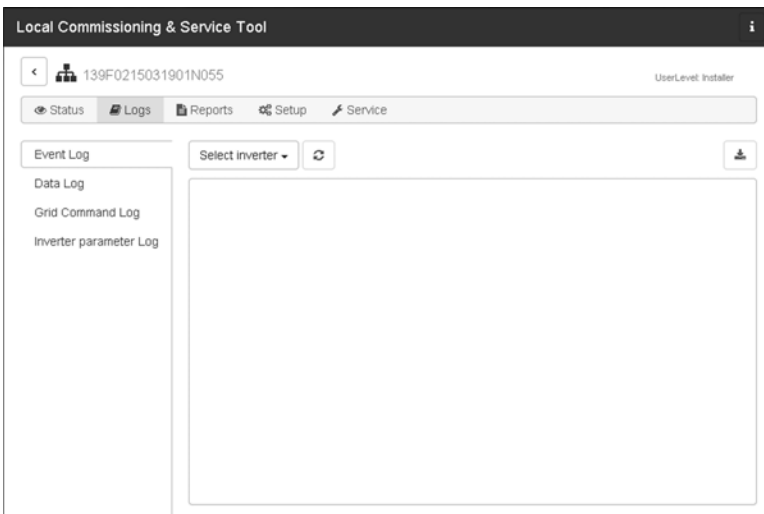 Local Commissioning & Service Tool i
139F0215031901N055 UserLevel: Installer
Status Logs Reports Setup Service
Event Log Select inverter
Data Log
Grid Command Log
Inverter parameter Log